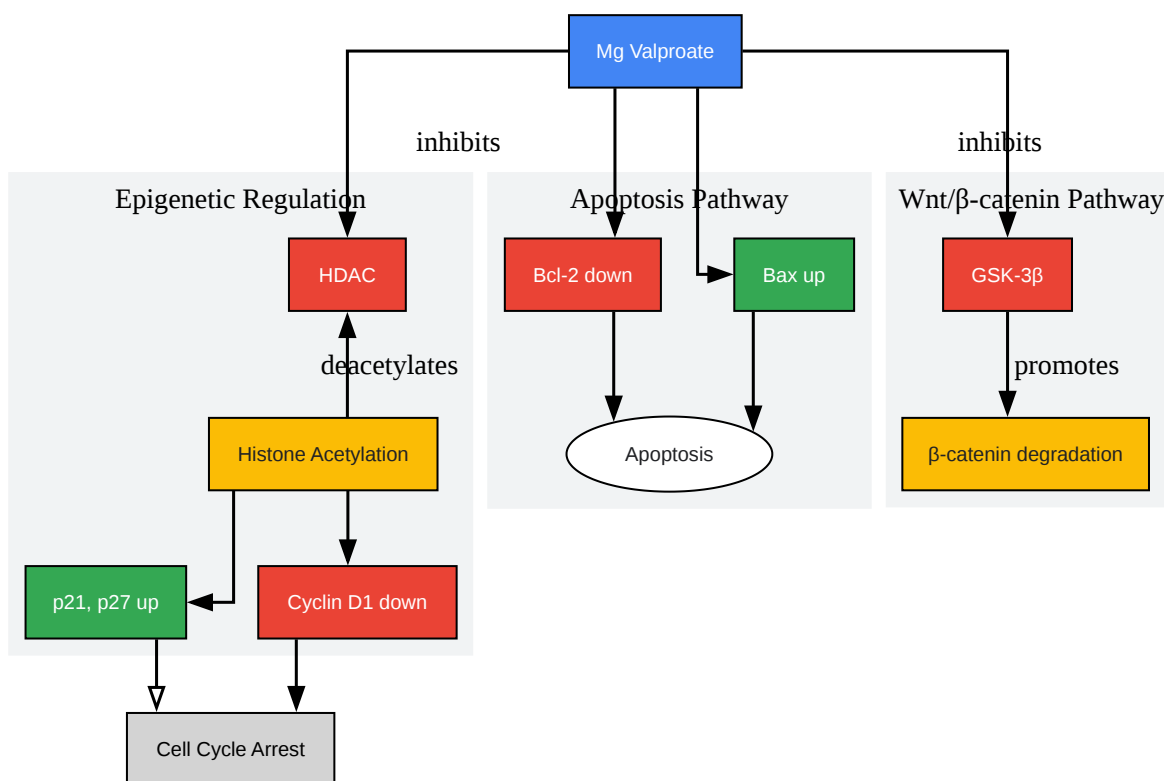 Mg Valproate
inhibits
inhibits
Epigenetic Regulation
Apoptosis Pathway
Wnt/β-catenin Pathway
HDAC
Bcl-2 down
Bax up
GSK-3β
deacetylates
promotes
Histone Acetylation
Apoptosis
β-catenin degradation
p21, p27 up
Cyclin D1 down
Cell Cycle Arrest